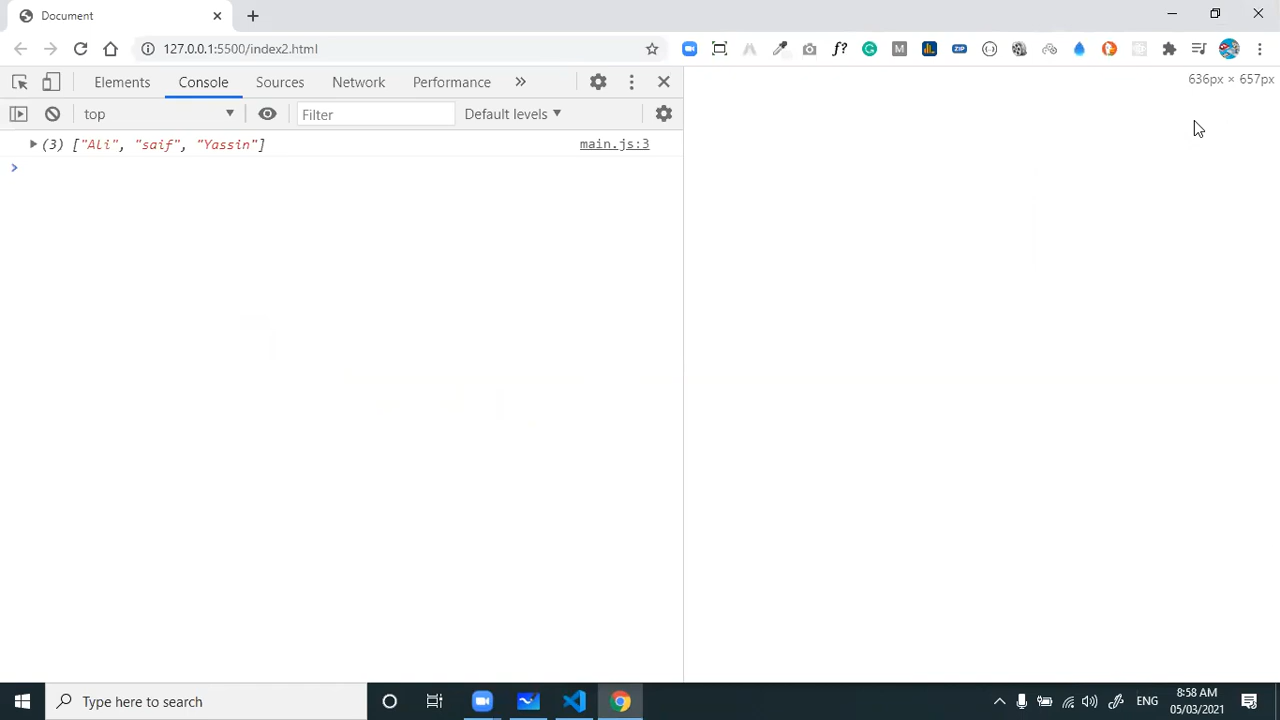 Document
127.0.0.1:5500/index2.html
f?
M
ZIP
Elements Console Sources Network Performance »
636px × 657px
top Filter Default levels
(3) ["Ali", "saif", "Yassin"] main.js:3
>
Type here to search
ENG
8:58 AM
05/03/2021